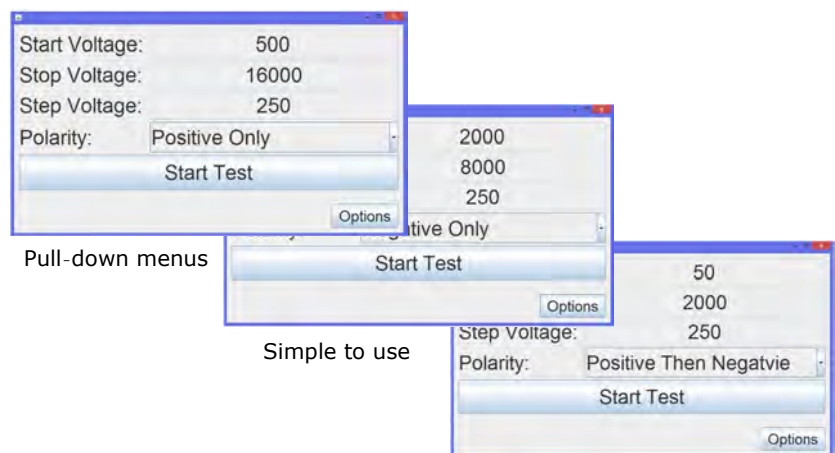 Start Voltage: 500
Stop Voltage: 16000
Step Voltage: 250
Polarity: Positive Only
Start Test
Options
Pull-down menus
2000
8000
250
Only
Start Test
Options
Simple to use
50
2000
Step Voltage: 250
Polarity: Positive Then Negatvie
Start Test
Options